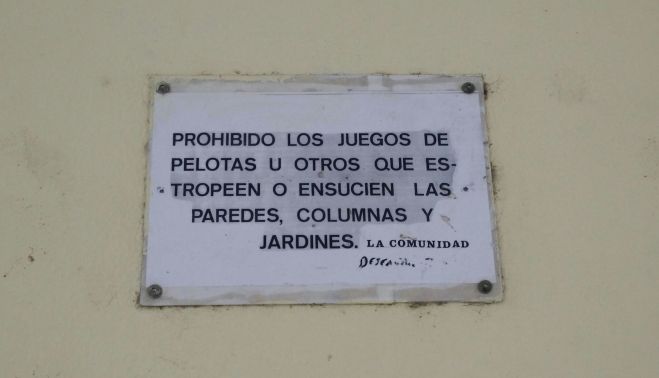 PROHIBIDO LOS JUEGOS DE
PELOTAS U OTROS QUE ES-
TROPEEN O ENSUCIEN LAS
PAREDES, COLUMNAS Y
JARDINES. LA COMUNIDAD